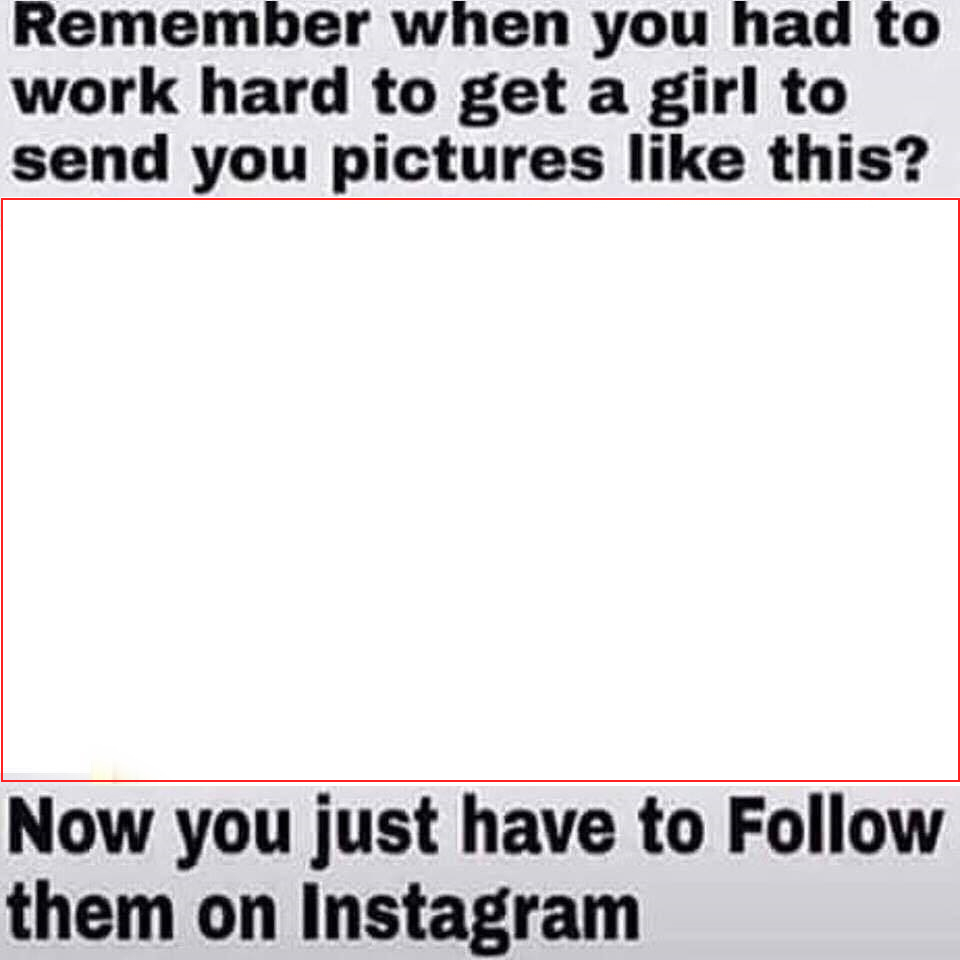 Remember when you had to
work hard to get a girl to
send you pictures like this?
Now you just have to Follow
them on Instagram